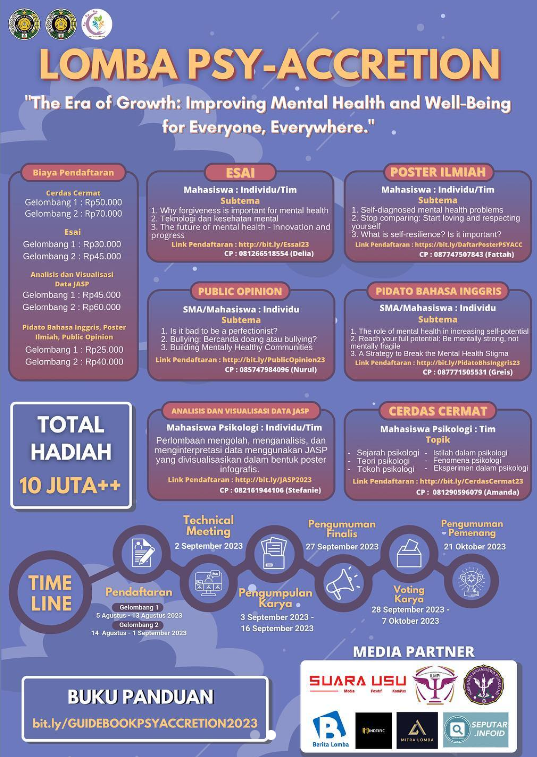 LOMBA PSY-ACCRETION
"The Era of Growth: Improving Mental Health and Well-Being
for Everyone, Everywhere."
Biaya Pendaftaran
Cerdas Cermat
Gelombang 1 : Rp50.000
Gelombang 2 : Rp70.000
Esai
Gelombang 1 : Rp30.000
Gelombang 2 : Rp45.000
Analisis dan Visualisasi
Data JASP
Gelombang 1 : Rp45.000
Gelombang 2 : Rp60.000
Pidato Bahasa Inggris, Poster
Ilmiah, Public Opinion
Gelombang 1 : Rp25.000
Gelombang 2 : Rp40.000
ESAI
Mahasiswa : Individu/Tim
Subtema
1. Why forgiveness is important for mental health
2. Teknologi dan kesehatan mental
3. The future of mental health - Innovation and
progress
Link Pendaftaran : http://bit.ly/Essai23
CP : 081266518554 (Delia)
POSTER ILMIAH
Mahasiswa : Individu/Tim
Subtema
1. Self-diagnosed mental health problems
2. Stop comparing: Start loving and respecting
yourself
3. What is self-resilience? Is it important?
Link Pendaftaran : https://bit.ly/DaftarPosterPSYACC
CP : 087747507843 (Fattah)
PUBLIC OPINION
SMA/Mahasiswa : Individu
Subtema
1. Is it bad to be a perfectionist?
2. Bullying: Bercanda doang atau bullying?
3. Building Mentally Healthy Communities
Link Pendaftaran : http://bit.ly/PublicOpinion23
CP : 085747984096 (Nurul)
PIDATO BAHASA INGGRIS
SMA/Mahasiswa : Individu
Subtema
1. The role of mental health in increasing self-potential
2. Reach your full potential: Be mentally strong, not
mentally fragile
3. A Strategy to Break the Mental Health Stigma
Link Pendaftaran : http://bit.ly/PidatoBhsInggris23
CP : 087771505531 (Greis)
TOTAL
HADIAH
10 JUTA++
ANALISIS DAN VISUALISASI DATA JASP
Mahasiswa Psikologi : Individu/Tim
Perlombaan mengolah, menganalisis, dan
menginterpretasi data menggunakan JASP
yang divisualisasikan dalam bentuk poster
infografis.
Link Pendaftaran : http://bit.ly/JASP2023
CP : 082161944106 (Stefanie)
CERDAS CERMAT
Mahasiswa Psikologi : Tim
Topik
- Sejarah psikologi - Istilah dalam psikologi
- Teori psikologi - Fenomena psikologi
- Tokoh psikologi - Eksperimen dalam psikologi
Link Pendaftaran : http://bit.ly/CerdasCermat23
CP : 081290596079 (Amanda)
TIME
LINE
Pendaftaran
Gelombang 1
5 Agustus - 13 Agustus 2023
Gelombang 2
14 Agustus - 1 September 2023
Technical
Meeting
2 September 2023
Pengumpulan
Karya
3 September 2023 -
16 September 2023
Pengumuman
Finalis
27 September 2023
Voting
Karya
28 September 2023 -
7 Oktober 2023
Pengumuman
Pemenang
21 Oktober 2023
BUKU PANDUAN
bit.ly/GUIDEBOOKPSYACCRETION2023
MEDIA PARTNER
SUARA USU
Berita Lomba
MITRA LOMBA
SEPUTAR
.INFOID